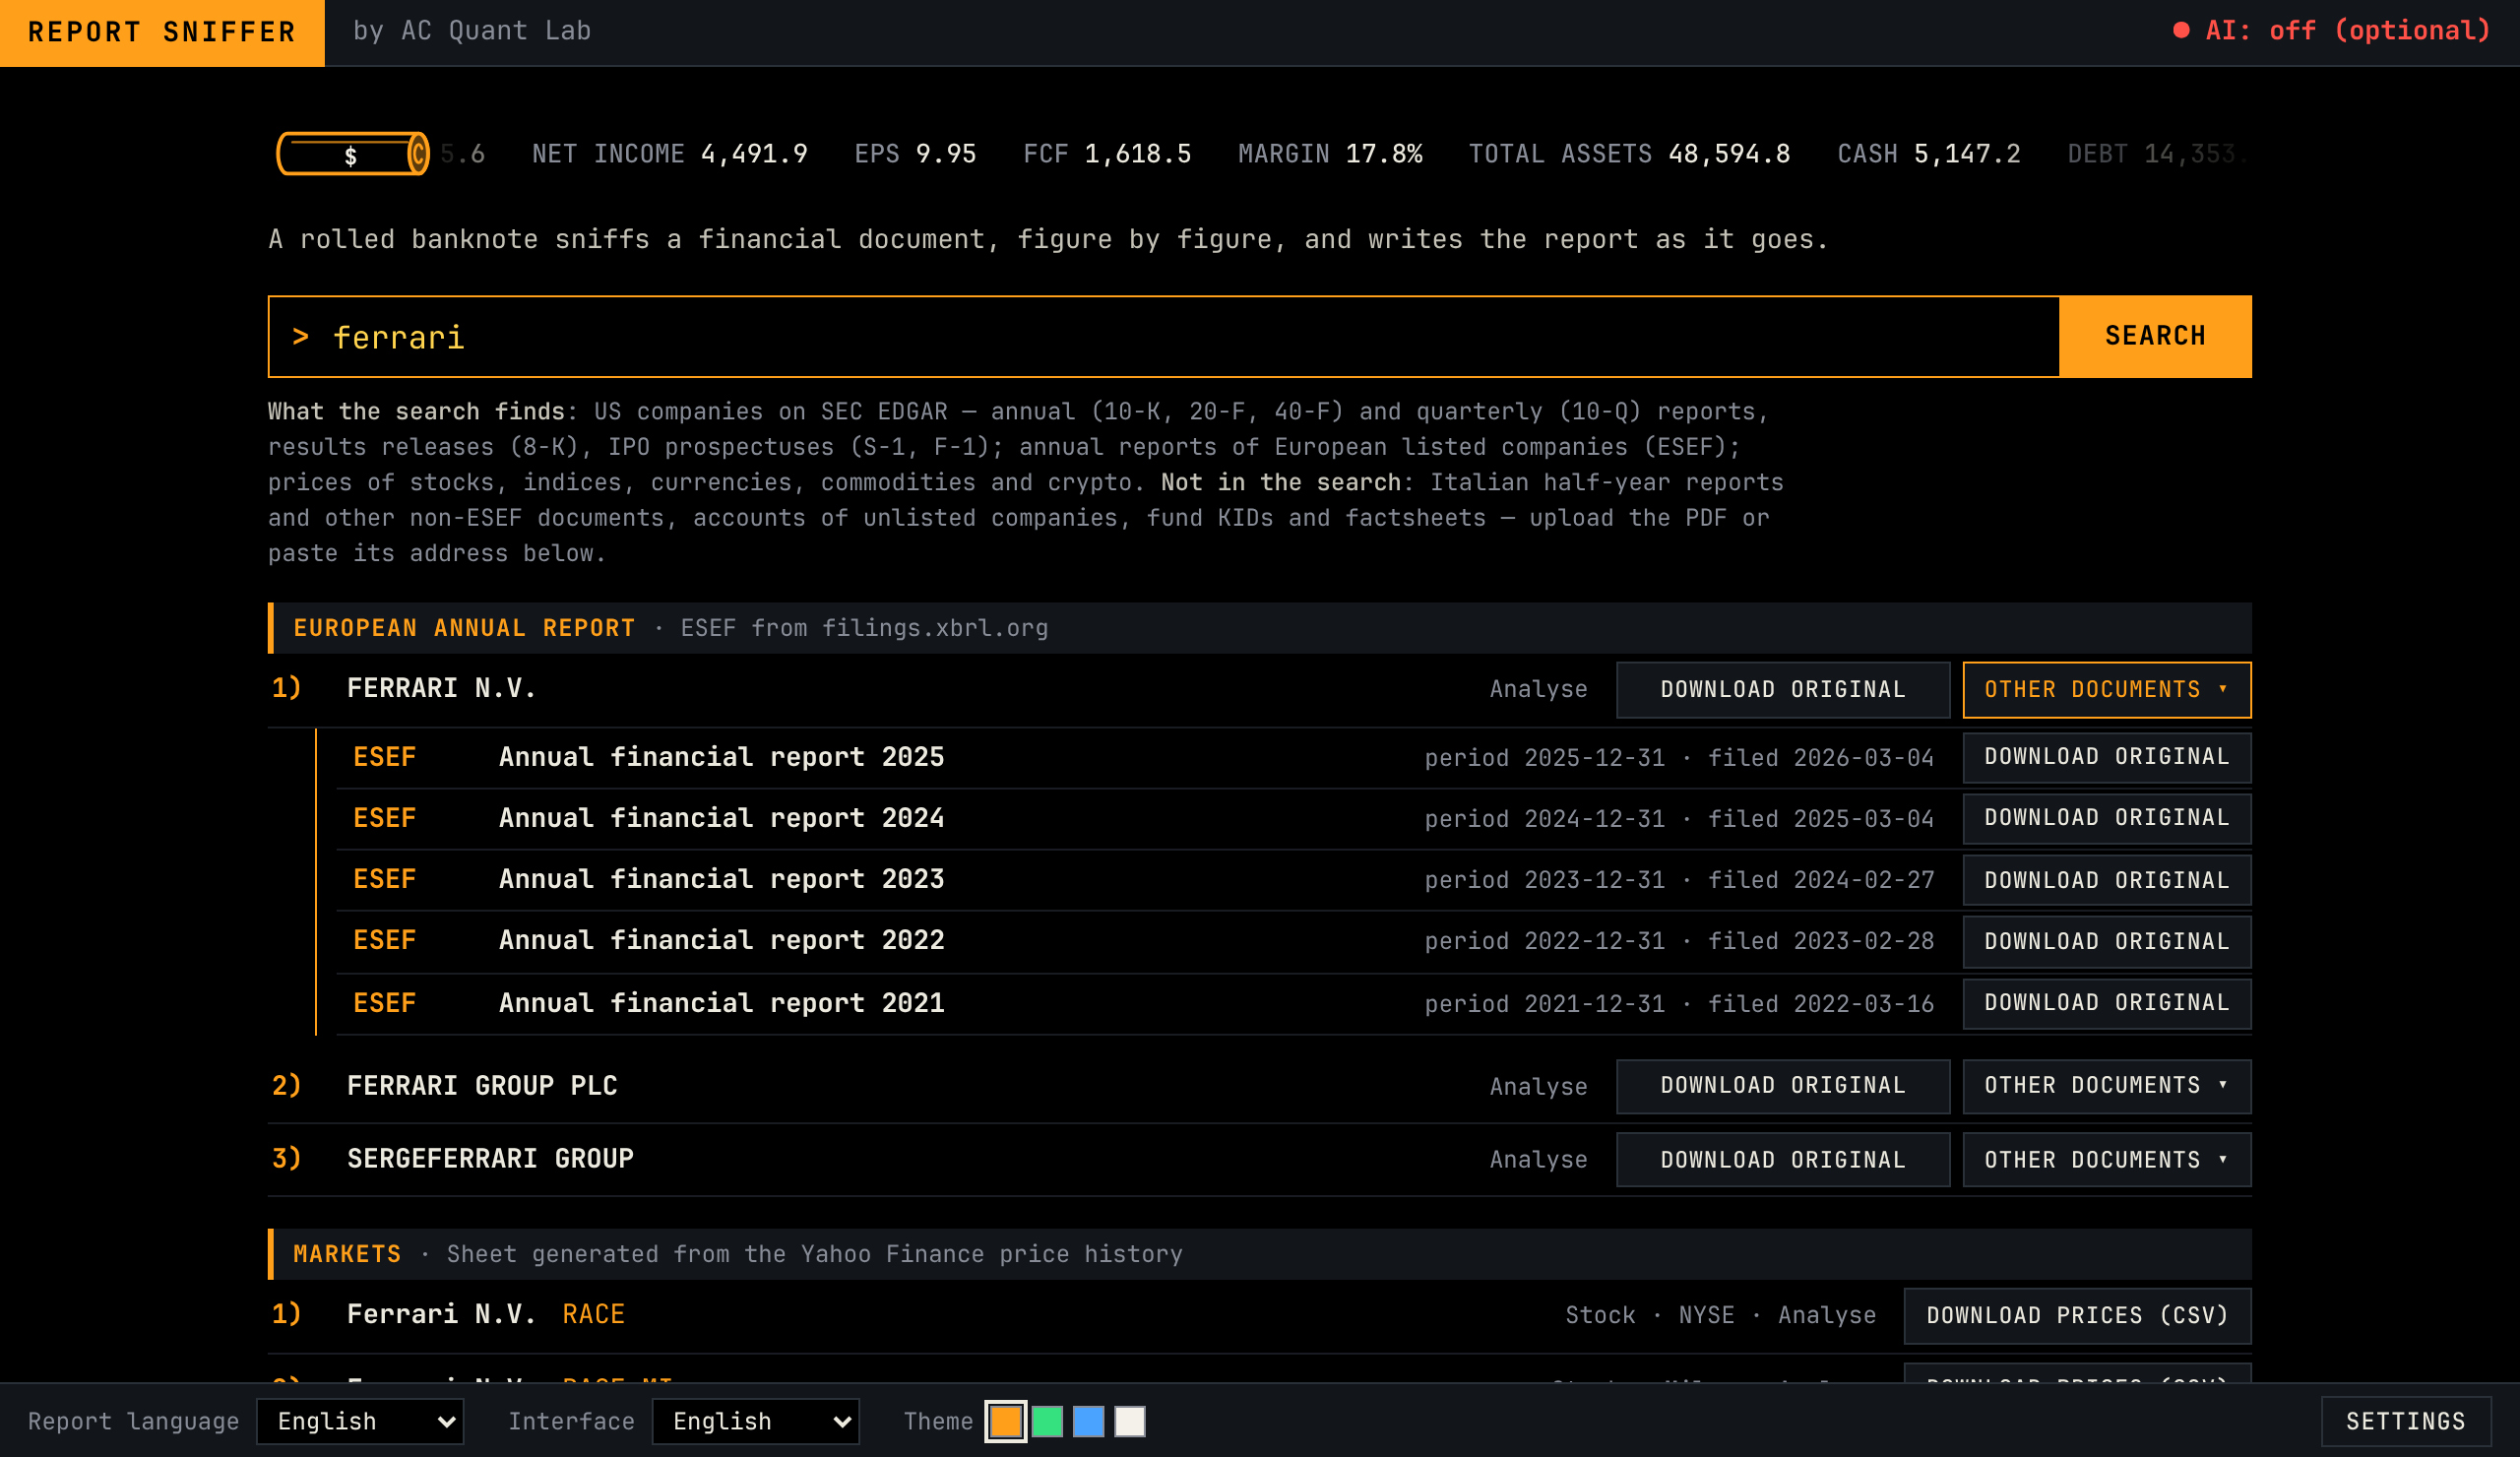 REPORT SNIFFER by AC Quant Lab AI: off (optional)
$ C 5.6 NET INCOME 4,491.9 EPS 9.95 FCF 1,618.5 MARGIN 17.8% TOTAL ASSETS 48,594.8 CASH 5,147.2 DEBT 14,353.
A rolled banknote sniffs a financial document, figure by figure, and writes the report as it goes.
> ferrari SEARCH
What the search finds: US companies on SEC EDGAR — annual (10-K, 20-F, 40-F) and quarterly (10-Q) reports,
results releases (8-K), IPO prospectuses (S-1, F-1); annual reports of European listed companies (ESEF);
prices of stocks, indices, currencies, commodities and crypto. Not in the search: Italian half-year reports
and other non-ESEF documents, accounts of unlisted companies, fund KIDs and factsheets — upload the PDF or
paste its address below.
EUROPEAN ANNUAL REPORT · ESEF from filings.xbrl.org
1) FERRARI N.V. Analyse DOWNLOAD ORIGINAL OTHER DOCUMENTS ▾
ESEF Annual financial report 2025 period 2025-12-31 · filed 2026-03-04 DOWNLOAD ORIGINAL
ESEF Annual financial report 2024 period 2024-12-31 · filed 2025-03-04 DOWNLOAD ORIGINAL
ESEF Annual financial report 2023 period 2023-12-31 · filed 2024-02-27 DOWNLOAD ORIGINAL
ESEF Annual financial report 2022 period 2022-12-31 · filed 2023-02-28 DOWNLOAD ORIGINAL
ESEF Annual financial report 2021 period 2021-12-31 · filed 2022-03-16 DOWNLOAD ORIGINAL
2) FERRARI GROUP PLC Analyse DOWNLOAD ORIGINAL OTHER DOCUMENTS ▾
3) SERGEFERRARI GROUP Analyse DOWNLOAD ORIGINAL OTHER DOCUMENTS ▾
MARKETS · Sheet generated from the Yahoo Finance price history
1) Ferrari N.V. RACE Stock · NYSE · Analyse DOWNLOAD PRICES (CSV)
Report language English Interface English Theme SETTINGS